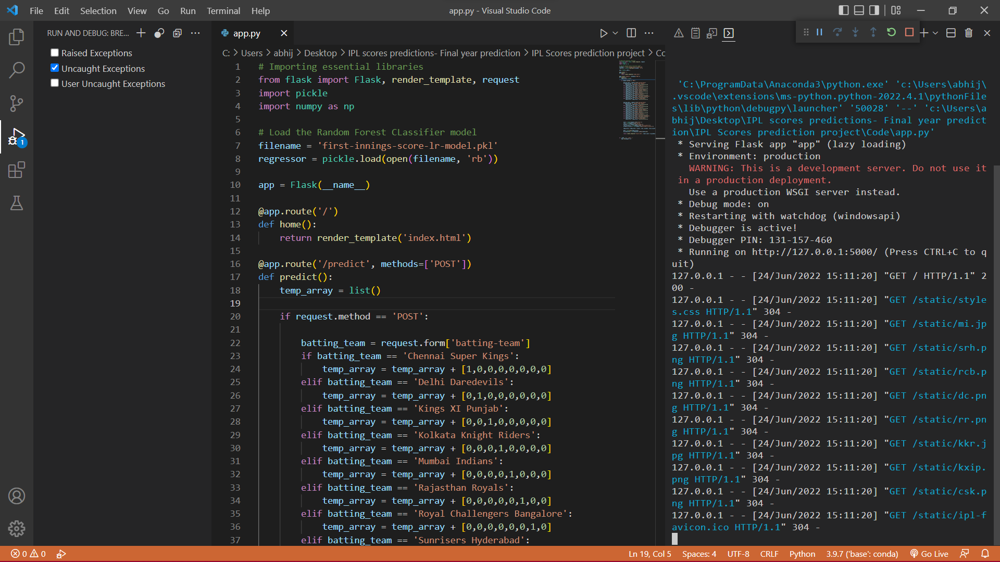 File Edit Selection View Go Run Terminal Help
app.py - Visual Studio Code
RUN AND DEBUG: BRE...
Raised Exceptions
Uncaught Exceptions
User Uncaught Exceptions
1
app.py
C: > Users > abhij > Desktop > IPL scores predictions- Final year prediction > IPL Scores prediction project > Co
1 # Importing essential libraries
2 from flask import Flask, render_template, request
3 import pickle
4 import numpy as np
5
6 # Load the Random Forest CLassifier model
7 filename = 'first-innings-score-lr-model.pkl'
8 regressor = pickle.load(open(filename, 'rb'))
9
10 app = Flask(__name__)
11
12 @app.route('/')
13 def home():
14 return render_template('index.html')
15
16 @app.route('/predict', methods=['POST'])
17 def predict():
18 temp_array = list()
19
20 if request.method == 'POST':
21
22 batting_team = request.form['batting-team']
23 if batting_team == 'Chennai Super Kings':
24 temp_array = temp_array + [1,0,0,0,0,0,0,0]
25 elif batting_team == 'Delhi Daredevils':
26 temp_array = temp_array + [0,1,0,0,0,0,0,0]
27 elif batting_team == 'Kings XI Punjab':
28 temp_array = temp_array + [0,0,1,0,0,0,0,0]
29 elif batting_team == 'Kolkata Knight Riders':
30 temp_array = temp_array + [0,0,0,1,0,0,0,0]
31 elif batting_team == 'Mumbai Indians':
32 temp_array = temp_array + [0,0,0,0,1,0,0,0]
33 elif batting_team == 'Rajasthan Royals':
34 temp_array = temp_array + [0,0,0,0,0,1,0,0]
35 elif batting_team == 'Royal Challengers Bangalore':
36 temp_array = temp_array + [0,0,0,0,0,0,1,0]
37 elif batting_team == 'Sunrisers Hyderabad':
'C:\ProgramData\Anaconda3\python.exe' 'c:\Users\abhij\
.vscode\extensions\ms-python.python-2022.4.1\pythonFile
s\lib\python\debugpy\launcher' '50028' '--' 'c:\Users\a
bhij\Desktop\IPL scores predictions- Final year predict
ion\IPL Scores prediction project\Code\app.py'
* Serving Flask app "app" (lazy loading)
* Environment: production
WARNING: This is a development server. Do not use it
in a production deployment.
Use a production WSGI server instead.
* Debug mode: on
* Restarting with watchdog (windowsapi)
* Debugger is active!
* Debugger PIN: 131-157-460
* Running on http://127.0.0.1:5000/ (Press CTRL+C to q
uit)
127.0.0.1 - - [24/Jun/2022 15:11:20] "GET / HTTP/1.1" 2
00 -
127.0.0.1 - - [24/Jun/2022 15:11:20] "GET /static/style
s.css HTTP/1.1" 304 -
127.0.0.1 - - [24/Jun/2022 15:11:20] "GET /static/mi.jp
g HTTP/1.1" 304 -
127.0.0.1 - - [24/Jun/2022 15:11:20] "GET /static/srh.p
ng HTTP/1.1" 304 -
127.0.0.1 - - [24/Jun/2022 15:11:20] "GET /static/rcb.p
ng HTTP/1.1" 304 -
127.0.0.1 - - [24/Jun/2022 15:11:20] "GET /static/dc.pn
g HTTP/1.1" 304 -
127.0.0.1 - - [24/Jun/2022 15:11:20] "GET /static/rr.pn
g HTTP/1.1" 304 -
127.0.0.1 - - [24/Jun/2022 15:11:20] "GET /static/kkr.j
pg HTTP/1.1" 304 -
127.0.0.1 - - [24/Jun/2022 15:11:20] "GET /static/kxip.
png HTTP/1.1" 304 -
127.0.0.1 - - [24/Jun/2022 15:11:20] "GET /static/csk.p
ng HTTP/1.1" 304 -
127.0.0.1 - - [24/Jun/2022 15:11:20] "GET /static/ipl-f
avicon.ico HTTP/1.1" 304 -
0 0
Ln 19, Col 5 Spaces: 4 UTF-8 CRLF Python 3.9.7 ('base': conda) Go Live